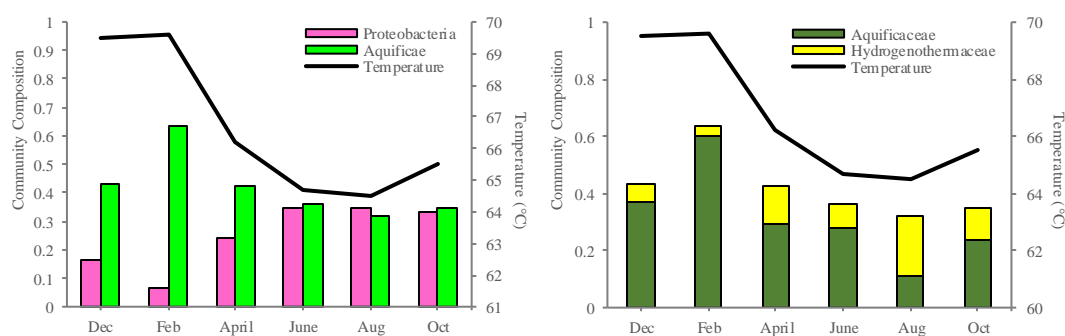 Proteobacteria
Aquificae
Temperature
Community Composition
1
0.9
0.8
0.7
0.6
0.5
0.4
0.3
0.2
0.1
0
70
69
68
67
66
65
64
63
62
61
Temperature (°C)
Dec Feb April June Aug Oct
Aquificaceae
Hydrogenothermaceae
Temperature
Community Composition
1
0.8
0.6
0.4
0.2
0
70
68
66
64
62
60
Temperature (°C)
Dec Feb April June Aug Oct